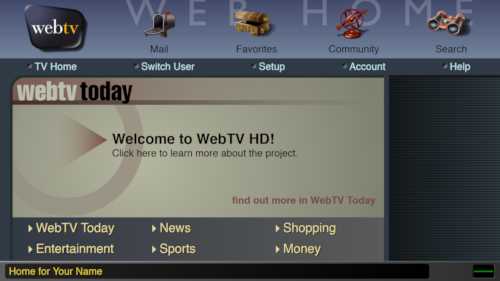 WEB HOME
webtv
Mail
Favorites
Community
Search
TV Home
Switch User
Setup
Account
Help
webtv today
Welcome to WebTV HD!
Click here to learn more about the project.
find out more in WebTV Today
WebTV Today
News
Shopping
Entertainment
Sports
Money
Home for Your Name